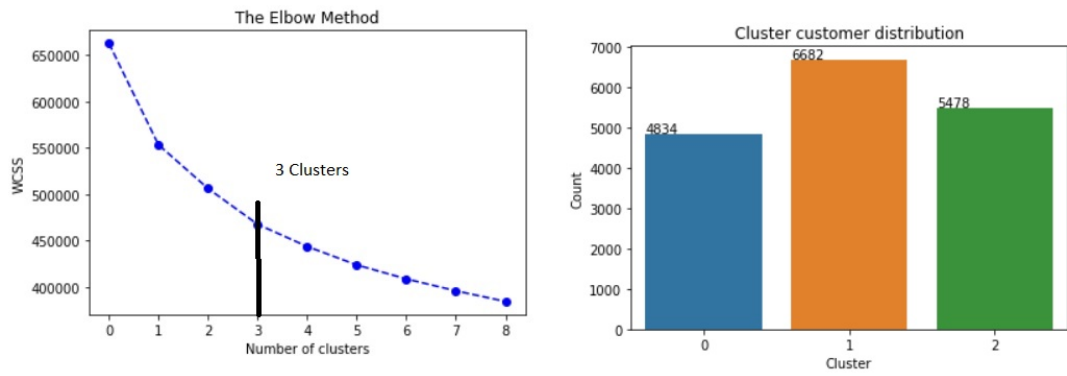 The Elbow Method
650000
600000
550000
500000
450000
400000
WCSS
3 Clusters
0 1 2 3 4 5 6 7 8
Number of clusters
Cluster customer distribution
7000
6000
5000
4000
3000
2000
1000
0
Count
4834
6682
5478
0 1 2
Cluster